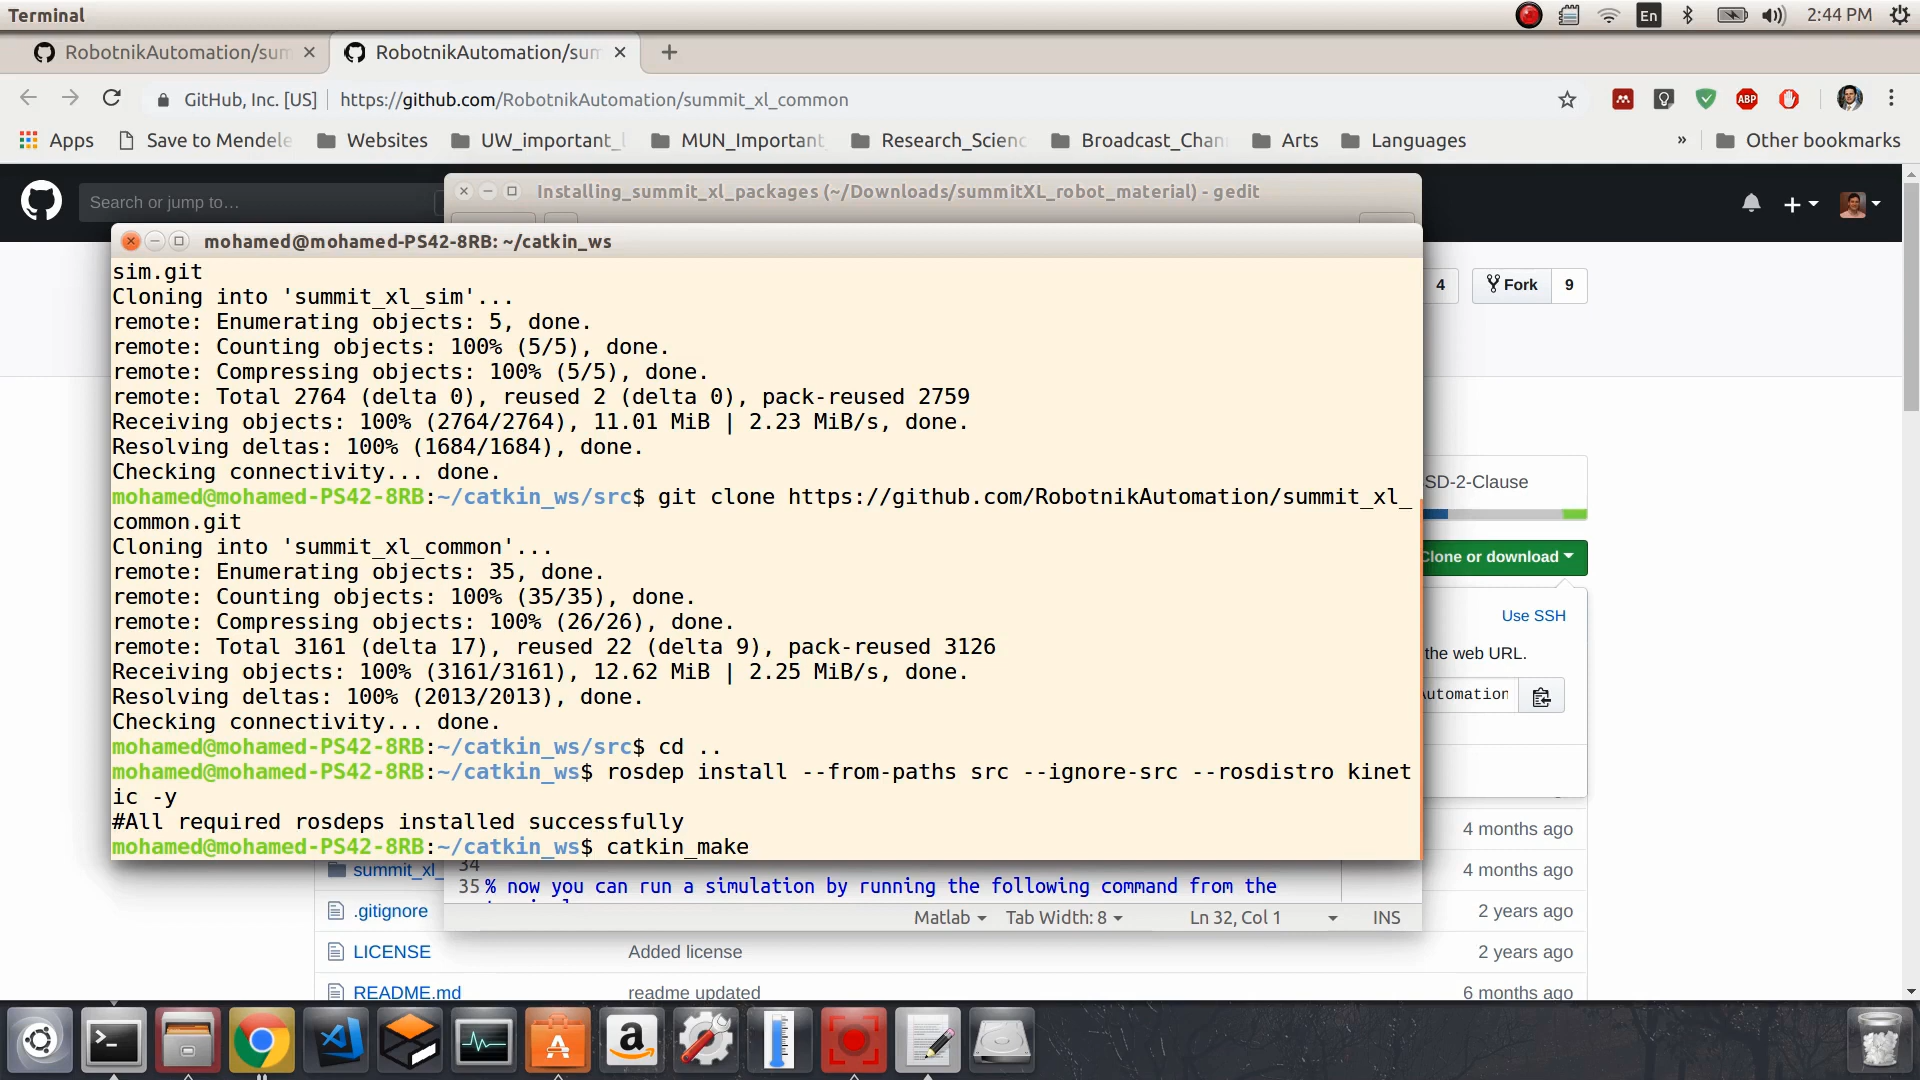 Terminal
En
2:44 PM
RobotnikAutomation/sum
RobotnikAutomation/sum
GitHub, Inc. [US]
https://github.com/RobotnikAutomation/summit_xl_common
ABP
Apps
Save to Mendele
Websites
UW_important_
MUN_Important
Research_Scienc
Broadcast_Chan
Arts
Languages
»
Other bookmarks
Search or jump to…
Installing_summit_xl_packages (~/Downloads/summitXL_robot_material) - gedit
mohamed@mohamed-PS42-8RB: ~/catkin_ws
sim.git
Cloning into 'summit_xl_sim'...
remote: Enumerating objects: 5, done.
remote: Counting objects: 100% (5/5), done.
remote: Compressing objects: 100% (5/5), done.
remote: Total 2764 (delta 0), reused 2 (delta 0), pack-reused 2759
Receiving objects: 100% (2764/2764), 11.01 MiB | 2.23 MiB/s, done.
Resolving deltas: 100% (1684/1684), done.
Checking connectivity... done.
mohamed@mohamed-PS42-8RB:~/catkin_ws/src$ git clone https://github.com/RobotnikAutomation/summit_xl_
common.git
Cloning into 'summit_xl_common'...
remote: Enumerating objects: 35, done.
remote: Counting objects: 100% (35/35), done.
remote: Compressing objects: 100% (26/26), done.
remote: Total 3161 (delta 17), reused 22 (delta 9), pack-reused 3126
Receiving objects: 100% (3161/3161), 12.62 MiB | 2.25 MiB/s, done.
Resolving deltas: 100% (2013/2013), done.
Checking connectivity... done.
mohamed@mohamed-PS42-8RB:~/catkin_ws/src$ cd ..
mohamed@mohamed-PS42-8RB:~/catkin_ws$ rosdep install --from-paths src --ignore-src --rosdistro kinet
ic -y
#All required rosdeps installed successfully
mohamed@mohamed-PS42-8RB:~/catkin_ws$ catkin_make
4
Fork
9
SD-2-Clause
Clone or download
Use SSH
the web URL.
Automation
4 months ago
34
summit_xl_
4 months ago
35 % now you can run a simulation by running the following command from the
.gitignore
2 years ago
Matlab
Tab Width: 8
Ln 32, Col 1
INS
LICENSE
Added license
2 years ago
README.md
readme updated
6 months ago